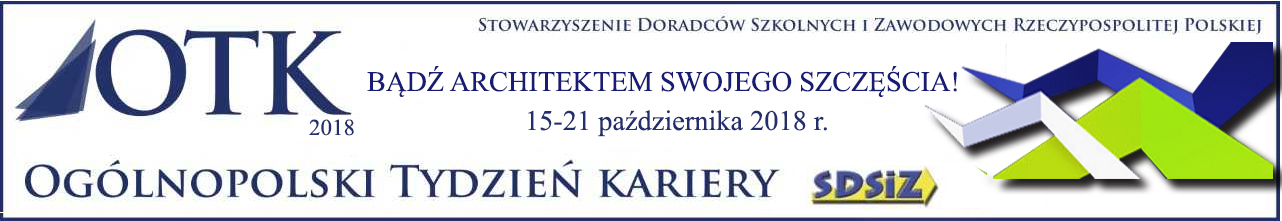 STOWARZYSZENIE DORADCÓW SZKOLNYCH I ZAWODOWYCH RZECZYPOSPOLITEJ POLSKIEJ
OTK
2018
BĄDŹ ARCHITEKTEM SWOJEGO SZCZĘŚCIA!
15-21 października 2018 r.
OGÓLNOPOLSKI TYDZIEŃ KARIERY
SDSiZ